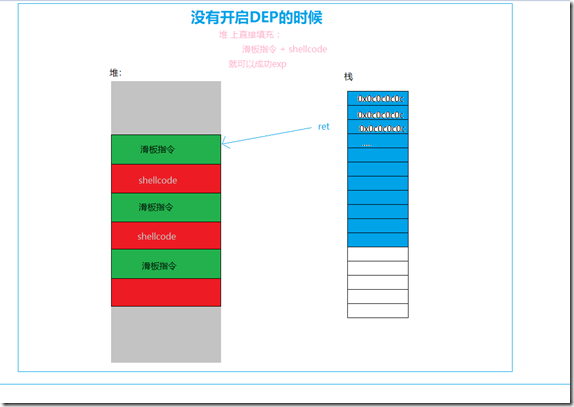 没有开启DEP的时候
堆 上直接填充：
滑板指令 + shellcode
就可以成功exp
堆：
栈
0x0c0c0c0c
0x0c0c0c0c
0x0c0c0c0c
.....
ret
滑板指令
shellcode
滑板指令
shellcode
滑板指令